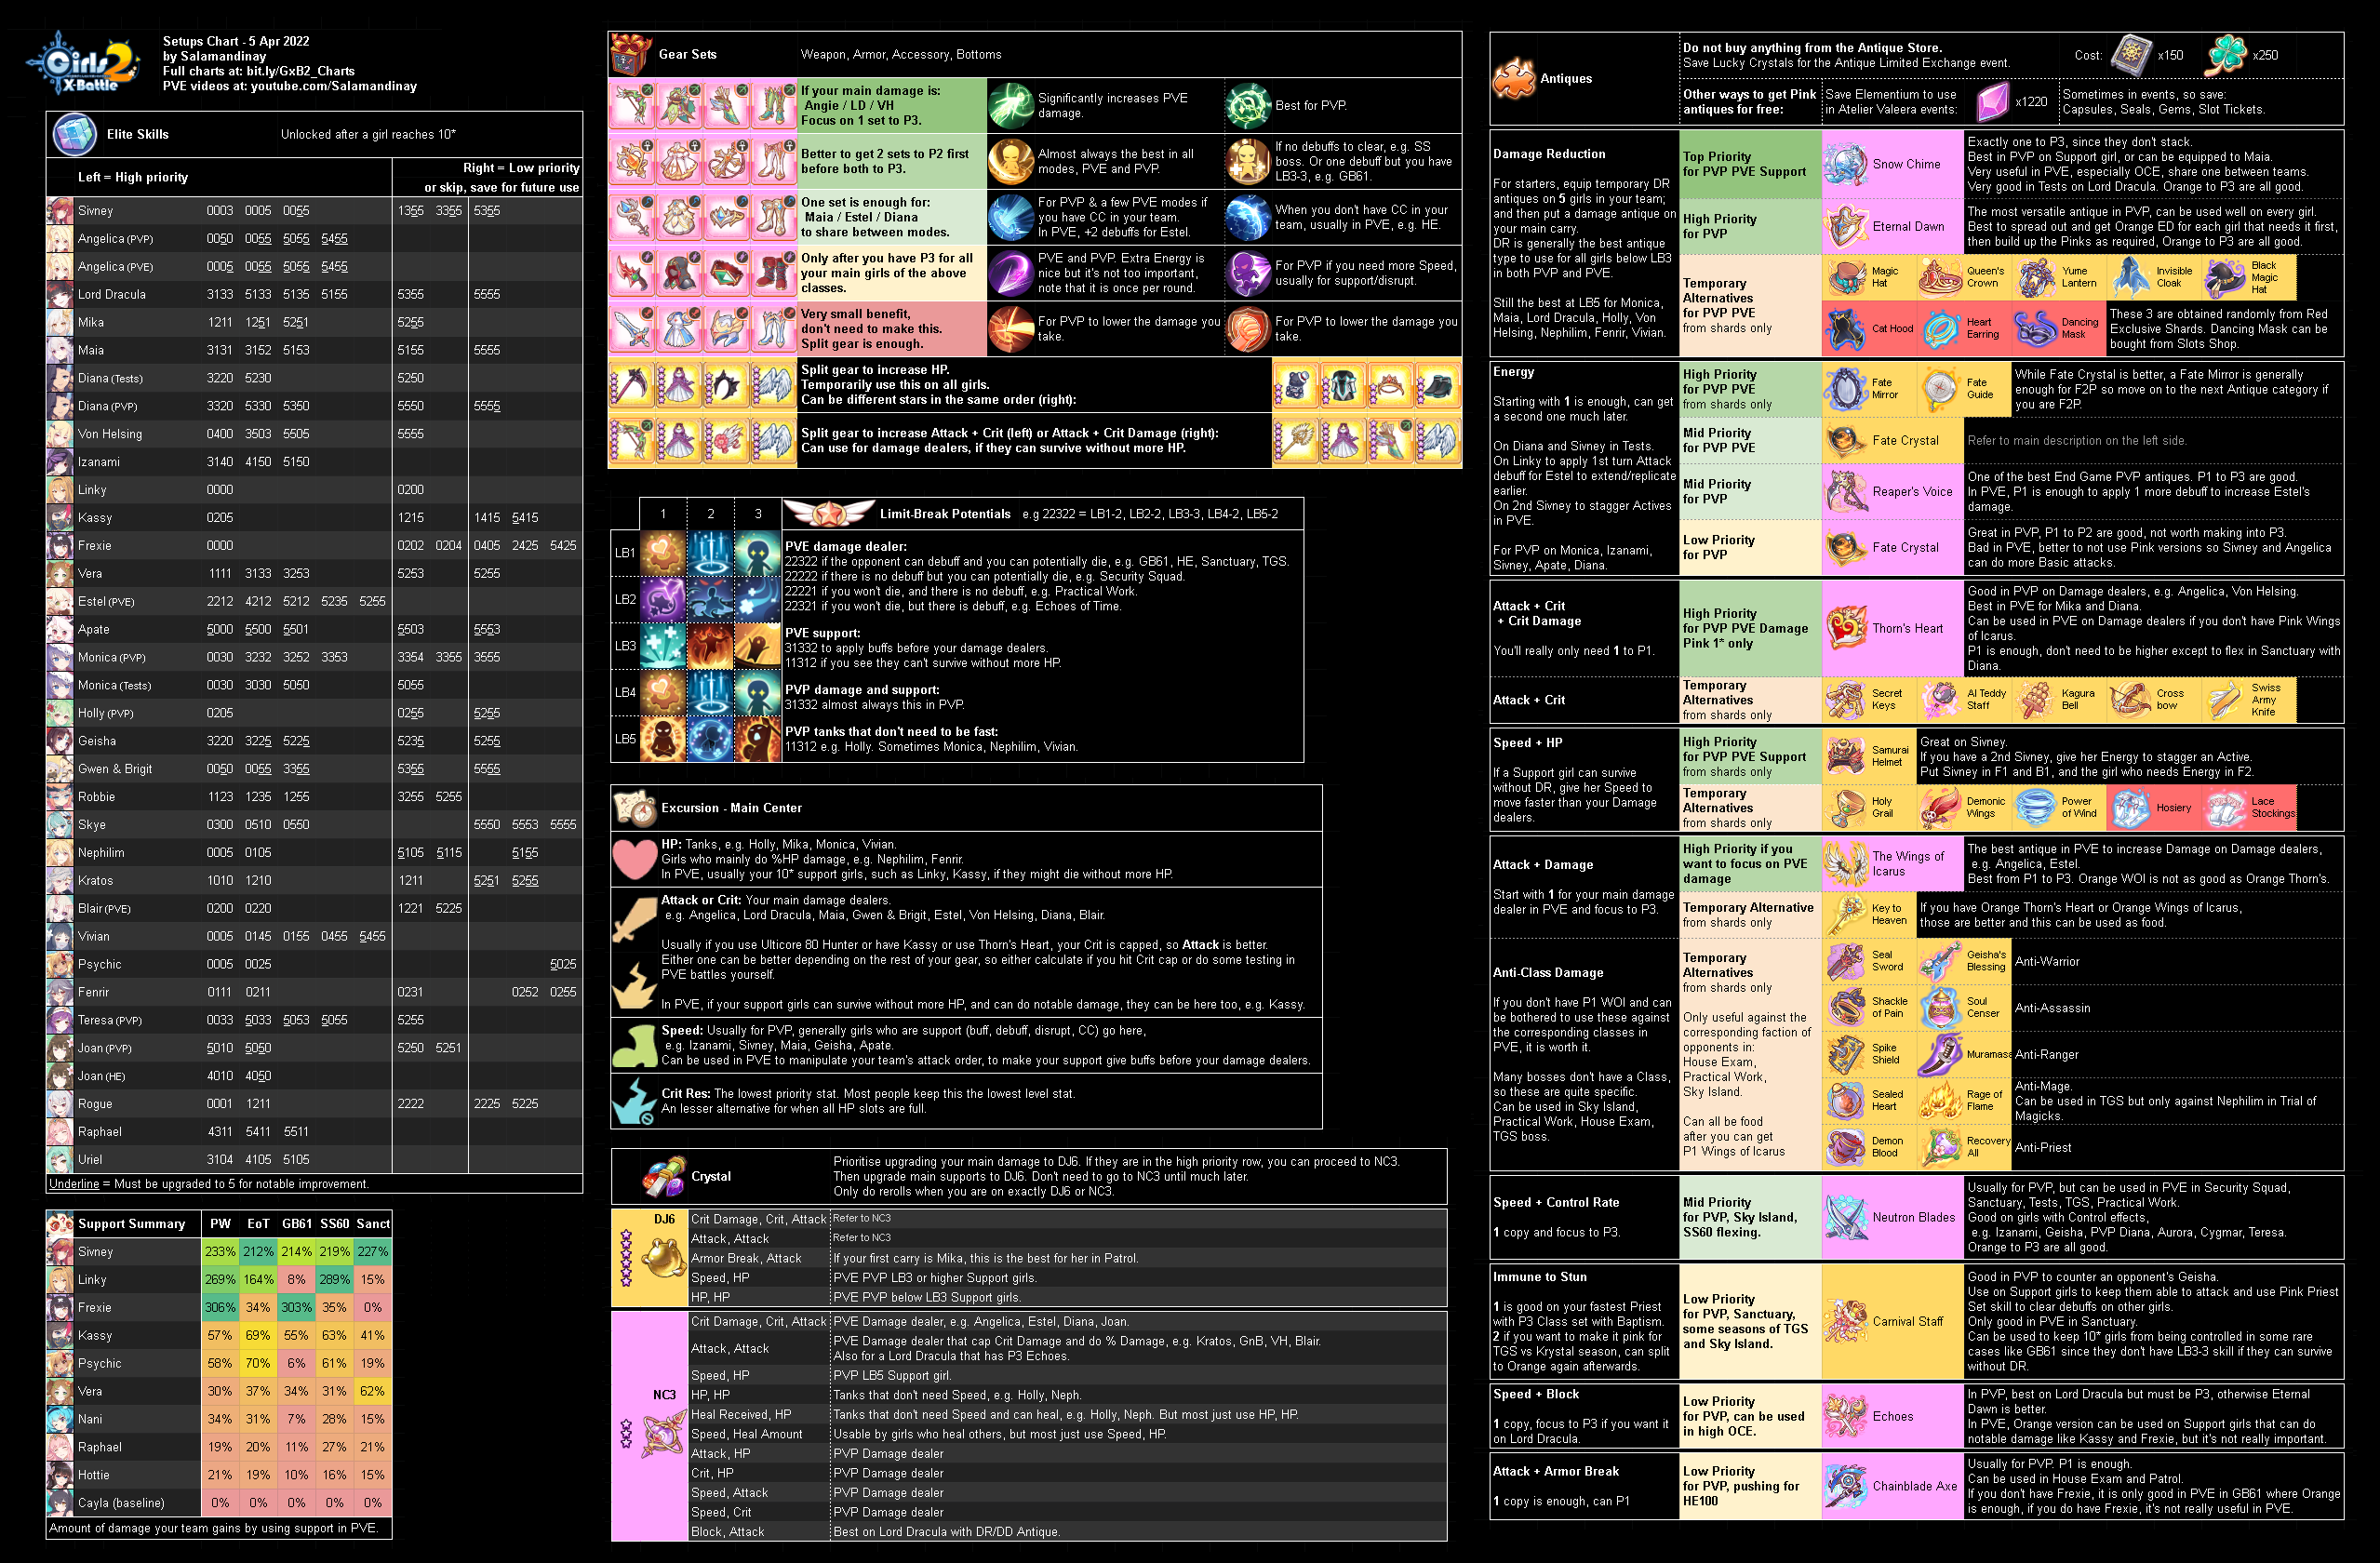 Girls 2
X-Battle
Setups Chart - 5 Apr 2022
by Salamandinay
Full charts at: bit.ly/GxB2_Charts
PVE videos at: youtube.com/Salamandinay
Elite Skills Unlocked after a girl reaches 10*
Left = High priority
Right = Low priority
or skip, save for future use
Sivney 0003 0005 0055 1355 3355 5355
Angelica (PVP) 0050 0055 5055 5455
Angelica (PVE) 0005 0055 5055 5455
Lord Dracula 3133 5133 5135 5155 5355 5555
Mika 1211 1251 5251 5255
Maia 3131 3152 5153 5155 5555
Diana (Tests) 3220 5230 5250
Diana (PVP) 3320 5330 5350 5550 5555
Von Helsing 0400 3503 5505 5555
Izanami 3140 4150 5150
Linky 0000 0200
Kassy 0205 1215 1415 5415
Frexie 0000 0202 0204 0405 2425 5425
Vera 1111 3133 3253 5253 5255
Estel (PVE) 2212 4212 5212 5235 5255
Apate 5000 5500 5501 5503 5553
Monica (PVP) 0030 3232 3252 3353 3354 3355 3555
Monica (Tests) 0030 3030 5050 5055
Holly (PVP) 0205 0255 5255
Geisha 3220 3225 5225 5235 5255
Gwen & Brigit 0050 0055 3355 5355 5555
Robbie 1123 1235 1255 3255 5255
Skye 0300 0510 0550 5550 5553 5555
Nephilim 0005 0105 5105 5115 5155
Kratos 1010 1210 1211 5251 5255
Blair (PVE) 0200 0220 1221 5225
Vivian 0005 0145 0155 0455 5455
Psychic 0005 0025 5025
Fenrir 0111 0211 0231 0252 0255
Teresa (PVP) 0033 5033 5053 5055 5255
Joan (PVP) 5010 5050 5250 5251
Joan (HE) 4010 4050
Rogue 0001 1211 2222 2225 5225
Raphael 4311 5411 5511
Uriel 3104 4105 5105
Underline = Must be upgraded to 5 for notable improvement.
Support Summary PW EoT GB61 SS60 Sanct
Sivney 233% 212% 214% 219% 227%
Linky 269% 164% 8% 289% 15%
Frexie 306% 34% 303% 35% 0%
Kassy 57% 69% 55% 63% 41%
Psychic 58% 70% 6% 61% 19%
Vera 30% 37% 34% 31% 62%
Nani 34% 31% 7% 28% 15%
Raphael 19% 20% 11% 27% 21%
Hottie 21% 19% 10% 16% 15%
Cayla (baseline) 0% 0% 0% 0% 0%
Amount of damage your team gains by using support in PVE.
Gear Sets Weapon, Armor, Accessory, Bottoms
If your main damage is:
Angie / LD / VH
Focus on 1 set to P3.
Significantly increases PVE
damage.
Best for PVP.
Better to get 2 sets to P2 first
before both to P3.
Almost always the best in all
modes, PVE and PVP.
If no debuffs to clear, e.g. SS
boss. Or one debuff but you have
LB3-3, e.g. GB61.
One set is enough for:
Maia / Estel / Diana
to share between modes.
For PVP & a few PVE modes if
you have CC in your team.
In PVE, +2 debuffs for Estel.
When you don't have CC in your
team, usually in PVE, e.g. HE.
Only after you have P3 for all
your main girls of the above
classes.
PVE and PVP. Extra Energy is
nice but it's not too important,
note that it is once per round.
For PVP if you need more Speed,
usually for support/disrupt.
Very small benefit,
don't need to make this.
Split gear is enough.
For PVP to lower the damage you
take.
For PVP to lower the damage you
take.
Split gear to increase HP.
Temporarily use this on all girls.
Can be different stars in the same order (right):
Split gear to increase Attack + Crit (left) or Attack + Crit Damage (right):
Can use for damage dealers, if they can survive without more HP.
1 2 3 Limit-Break Potentials e.g 22322 = LB1-2, LB2-2, LB3-3, LB4-2, LB5-2
LB1
LB2
LB3
LB4
LB5
PVE damage dealer:
22322 if the opponent can debuff and you can potentially die, e.g. GB61, HE, Sanctuary, TGS.
22222 if there is no debuff but you can potentially die, e.g. Security Squad.
22221 if you won't die, and there is no debuff, e.g. Practical Work.
22321 if you won't die, but there is debuff, e.g. Echoes of Time.
PVE support:
31332 to apply buffs before your damage dealers.
11312 if you see they can't survive without more HP.
PVP damage and support:
31332 almost always this in PVP.
PVP tanks that don't need to be fast:
11312 e.g. Holly. Sometimes Monica, Nephilim, Vivian.
Excursion - Main Center
HP: Tanks, e.g. Holly, Mika, Monica, Vivian.
Girls who mainly do %HP damage, e.g. Nephilim, Fenrir.
In PVE, usually your 10* support girls, such as Linky, Kassy, if they might die without more HP.
Attack or Crit: Your main damage dealers.
e.g. Angelica, Lord Dracula, Maia, Gwen & Brigit, Estel, Von Helsing, Diana, Blair.
Usually if you use Ulticore 80 Hunter or have Kassy or use Thorn's Heart, your Crit is capped, so Attack is better.
Either one can be better depending on the rest of your gear, so either calculate if you hit Crit cap or do some testing in
PVE battles yourself.
In PVE, if your support girls can survive without more HP, and can do notable damage, they can be here too, e.g. Kassy.
Speed: Usually for PVP, generally girls who are support (buff, debuff, disrupt, CC) go here,
e.g. Izanami, Sivney, Maia, Geisha, Apate.
Can be used in PVE to manipulate your team's attack order, to make your support give buffs before your damage dealers.
Crit Res: The lowest priority stat. Most people keep this the lowest level stat.
An lesser alternative for when all HP slots are full.
Crystal
Prioritise upgrading your main damage to DJ6. If they are in the high priority row, you can proceed to NC3.
Then upgrade main supports to DJ6. Don't need to go to NC3 until much later.
Only do rerolls when you are on exactly DJ6 or NC3.
DJ6
Crit Damage, Crit, Attack Refer to NC3
Attack, Attack Refer to NC3
Armor Break, Attack If your first carry is Mika, this is the best for her in Patrol.
Speed, HP PVE PVP LB3 or higher Support girls.
HP, HP PVE PVP below LB3 Support girls.
NC3
Crit Damage, Crit, Attack PVE Damage dealer, e.g. Angelica, Estel, Diana, Joan.
Attack, Attack PVE Damage dealer that cap Crit Damage and do % Damage, e.g. Kratos, GnB, VH, Blair.
Also for a Lord Dracula that has P3 Echoes.
Speed, HP PVP LB5 Support girl.
HP, HP Tanks that don't need Speed, e.g. Holly, Neph.
Heal Received, HP Tanks that don't need Speed and can heal, e.g. Holly, Neph. But most just use HP, HP.
Speed, Heal Amount Usable by girls who heal others, but most just use Speed, HP.
Attack, HP PVP Damage dealer
Crit, HP PVP Damage dealer
Speed, Attack PVP Damage dealer
Speed, Crit PVP Damage dealer
Block, Attack Best on Lord Dracula with DR/DD Antique.
Antiques
Do not buy anything from the Antique Store.
Save Lucky Crystals for the Antique Limited Exchange event.
Cost: x150 x250
Other ways to get Pink
antiques for free:
Save Elementium to use
in Atelier Valeera events:
x1220
Sometimes in events, so save:
Capsules, Seals, Gems, Slot Tickets.
Damage Reduction
For starters, equip temporary DR
antiques on 5 girls in your team;
and then put a damage antique on
your main carry.
DR is generally the best antique
type to use for all girls below LB3
in both PVP and PVE.
Still the best at LB5 for Monica,
Maia, Lord Dracula, Holly, Von
Helsing, Nephilim, Fenrir, Vivian.
Top Priority
for PVP PVE Support
Snow Chime
Exactly one to P3, since they don't stack.
Best in PVP on Support girl, or can be equipped to Maia.
Very useful in PVE, especially OCE, share one between teams.
Very good in Tests on Lord Dracula. Orange to P3 are all good.
High Priority
for PVP
Eternal Dawn
The most versatile antique in PVP, can be used well on every girl.
Best to spread out and get Orange ED for each girl that needs it first,
then build up the Pinks as required, Orange to P3 are all good.
Temporary
Alternatives
for PVP PVE
from shards only
Magic
Hat
Queen's
Crown
Yume
Lantern
Invisible
Cloak
Black
Magic
Hat
Cat Hood
Heart
Earring
Dancing
Mask
These 3 are obtained randomly from Red
Exclusive Shards. Dancing Mask can be
bought from Slots Shop.
Energy
Starting with 1 is enough, can get
a second one much later.
On Diana and Sivney in Tests.
On Linky to apply 1st turn Attack
debuff for Estel to extend/replicate
earlier.
On 2nd Sivney to stagger Actives
in PVE.
For PVP on Monica, Izanami,
Sivney, Apate, Diana.
High Priority
for PVP PVE
from shards only
Fate
Mirror
Fate
Guide
While Fate Crystal is better, a Fate Mirror is generally
enough for F2P so move on to the next Antique category if
you are F2P.
Mid Priority
for PVP PVE
Fate Crystal
Refer to main description on the left side.
Mid Priority
for PVP
Reaper's Voice
One of the best End Game PVP antiques. P1 to P3 are good.
In PVE, P1 is enough to apply 1 more debuff to increase Estel's
damage.
Low Priority
for PVP
Fate Crystal
Great in PVP, P1 to P2 are good, not worth making into P3.
Bad in PVE, better to not use Pink versions so Sivney and Angelica
can do more Basic attacks.
Attack + Crit
+ Crit Damage
You'll really only need 1 to P1.
High Priority
for PVP PVE Damage
Pink 1* only
Thorn's Heart
Good in PVP on Damage dealers, e.g. Angelica, Von Helsing.
Best in PVE for Mika and Diana.
Can be used in PVE on Damage dealers if you don't have Pink Wings
of Icarus.
P1 is enough, don't need to be higher except to flex in Sanctuary with
Diana.
Attack + Crit
Temporary
Alternatives
from shards only
Secret
Keys
AI Teddy
Staff
Kagura
Bell
Cross
bow
Swiss
Army
Knife
Speed + HP
If a Support girl can survive
without DR, give her Speed to
move faster than your Damage
dealers.
High Priority
for PVP PVE Support
from shards only
Samurai
Helmet
Great on Sivney.
If you have a 2nd Sivney, give her Energy to stagger an Active.
Put Sivney in F1 and B1, and the girl who needs Energy in F2.
Temporary
Alternatives
from shards only
Holy
Grail
Demonic
Wings
Power
of Wind
Hosiery
Lace
Stockings
Attack + Damage
Start with 1 for your main damage
dealer in PVE and focus to P3.
High Priority if you
want to focus on PVE
damage
The Wings of
Icarus
The best antique in PVE to increase Damage on Damage dealers,
e.g. Angelica, Estel.
Best from P1 to P3. Orange WOI is not as good as Orange Thorn's.
Temporary Alternative
from shards only
Key to
Heaven
If you have Orange Thorn's Heart or Orange Wings of Icarus,
those are better and this can be used as food.
Anti-Class Damage
If you don't have P1 WOI and can
be bothered to use these against
the corresponding classes in
PVE, it is worth it.
Many bosses don't have a Class,
so these are quite specific.
Can be used in Sky Island,
Practical Work, House Exam,
TGS boss.
Temporary
Alternatives
from shards only
Only useful against the
corresponding faction of
opponents in:
House Exam,
Practical Work,
Sky Island.
Can all be food
after you can get
P1 Wings of Icarus
Seal
Sword
Geisha's
Blessing
Anti-Warrior
Shackle
of Pain
Soul
Censer
Anti-Assassin
Spike
Shield
Muramasa
Anti-Ranger
Sealed
Heart
Rage of
Flame
Anti-Mage.
Can be used in TGS but only against Nephilim in Trial of
Magicks.
Demon
Blood
Recovery
All
Anti-Priest
Speed + Control Rate
1 copy and focus to P3.
Mid Priority
for PVP, Sky Island,
SS60 flexing.
Neutron Blades
Usually for PVP, but can be used in PVE in Security Squad,
Sanctuary, Tests, TGS, Practical Work.
Good on girls with Control effects,
e.g. Izanami, Geisha, PVP Diana, Aurora, Cygmar, Teresa.
Orange to P3 are all good.
Immune to Stun
1 is good on your fastest Priest
with P3 Class set with Baptism.
2 if you want to make it pink for
TGS vs Krystal season, can split
to Orange again afterwards.
Low Priority
for PVP, Sanctuary,
some seasons of TGS
and Sky Island.
Carnival Staff
Good in PVP to counter an opponent's Geisha.
Use on Support girls to keep them able to attack and use Pink Priest
Set skill to clear debuffs on other girls.
Only good in PVE in Sanctuary.
Can be used to keep 10* girls from being controlled in some rare
cases like GB61 since they don't have LB3-3 skill if they can survive
without DR.
Speed + Block
1 copy, focus to P3 if you want it
on Lord Dracula.
Low Priority
for PVP, can be used
in high OCE.
Echoes
In PVP, best on Lord Dracula but must be P3, otherwise Eternal
Dawn is better.
In PVE, Orange version can be used on Support girls that can do
notable damage like Kassy and Frexie, but it's not really important.
Attack + Armor Break
1 copy is enough, can P1
Low Priority
for PVP, pushing for
HE100
Chainblade Axe
Usually for PVP. P1 is enough.
Can be used in House Exam and Patrol.
If you don't have Frexie, it is only good in PVE in GB61 where Orange
is enough, if you do have Frexie, it's not really useful in PVE.